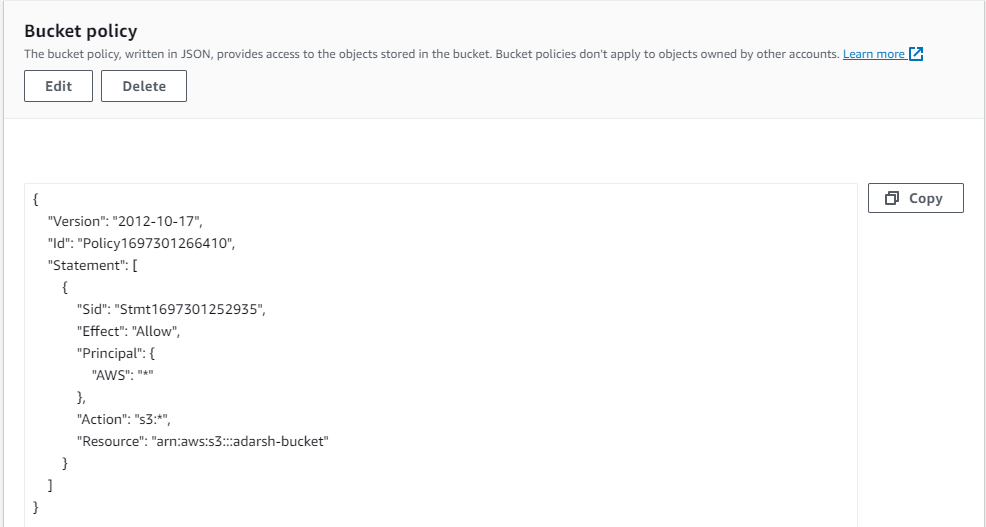 Bucket policy
The bucket policy, written in JSON, provides access to the objects stored in the bucket. Bucket policies don't apply to objects owned by other accounts. Learn more
Edit Delete
Copy
{
"Version": "2012-10-17",
"Id": "Policy1697301266410",
"Statement": [
{
"Sid": "Stmt1697301252935",
"Effect": "Allow",
"Principal": {
"AWS": "*"
},
"Action": "s3:*",
"Resource": "arn:aws:s3:::adarsh-bucket"
}
]
}